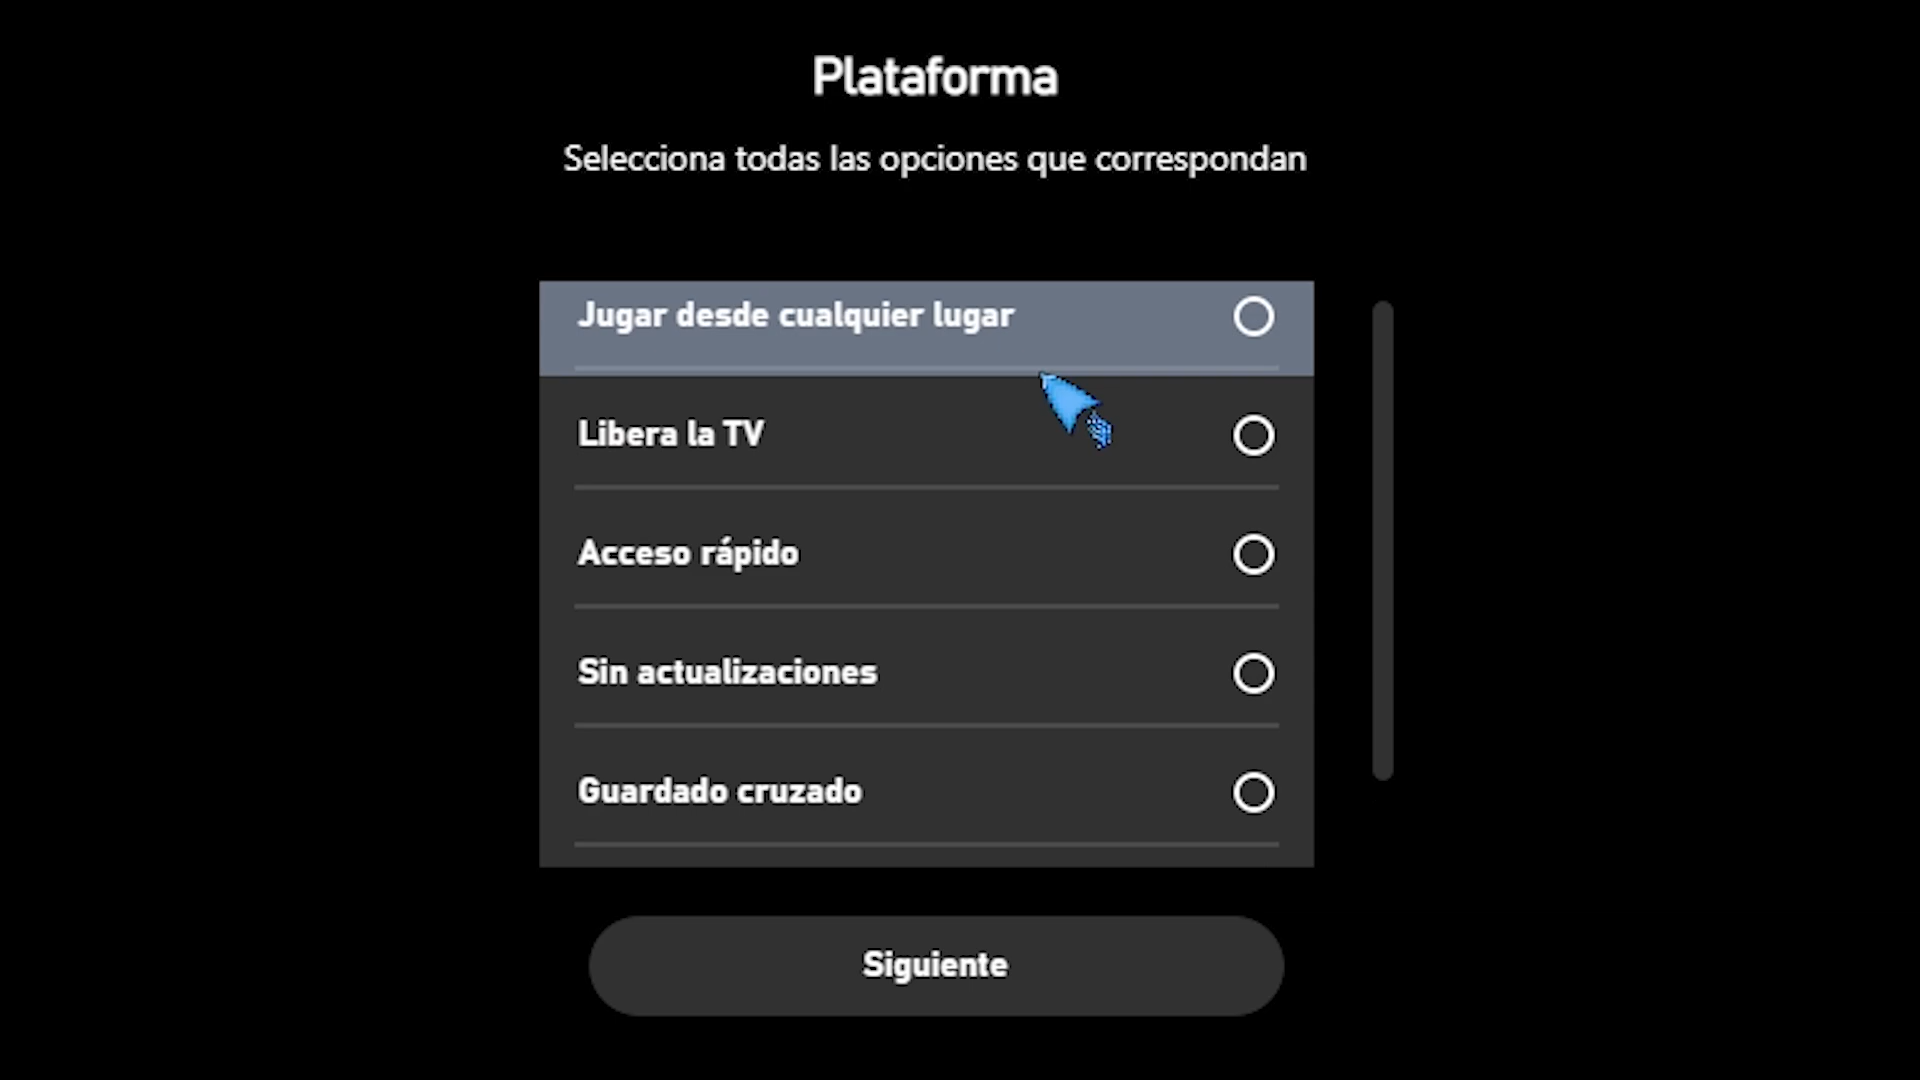 Plataforma
Selecciona todas las opciones que correspondan
Jugar desde cualquier lugar
Libera la TV
Acceso rápido
Sin actualizaciones
Guardado cruzado
Siguiente